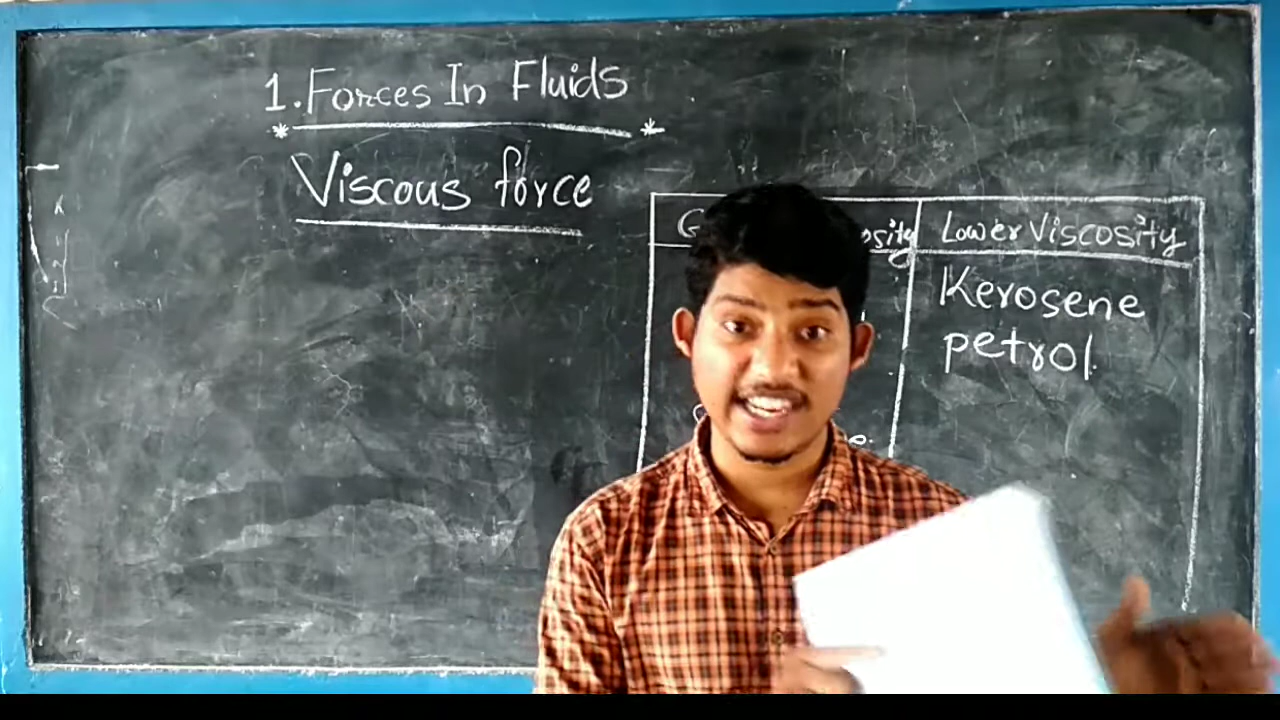 1. Forces In Fluids
Viscous force
Lower Viscosity
Kerosene
petrol.